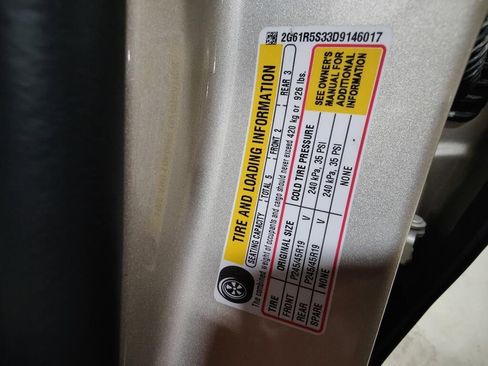 2G61R5S33D9146017
TIRE AND LOADING INFORMATION
SEATING CAPACITY TOTAL 5 FRONT 2 REAR 3
The combined weight of occupants and cargo should never exceed 420 kg or 926 lbs.
TIRE ORIGINAL SIZE COLD TIRE PRESSURE
FRONT P245/45R19 V 240 kPa, 35 PSI
REAR P245/45R19 V 240 kPa, 35 PSI
SPARE NONE NONE
SEE OWNER'S
MANUAL FOR
ADDITIONAL
INFORMATION